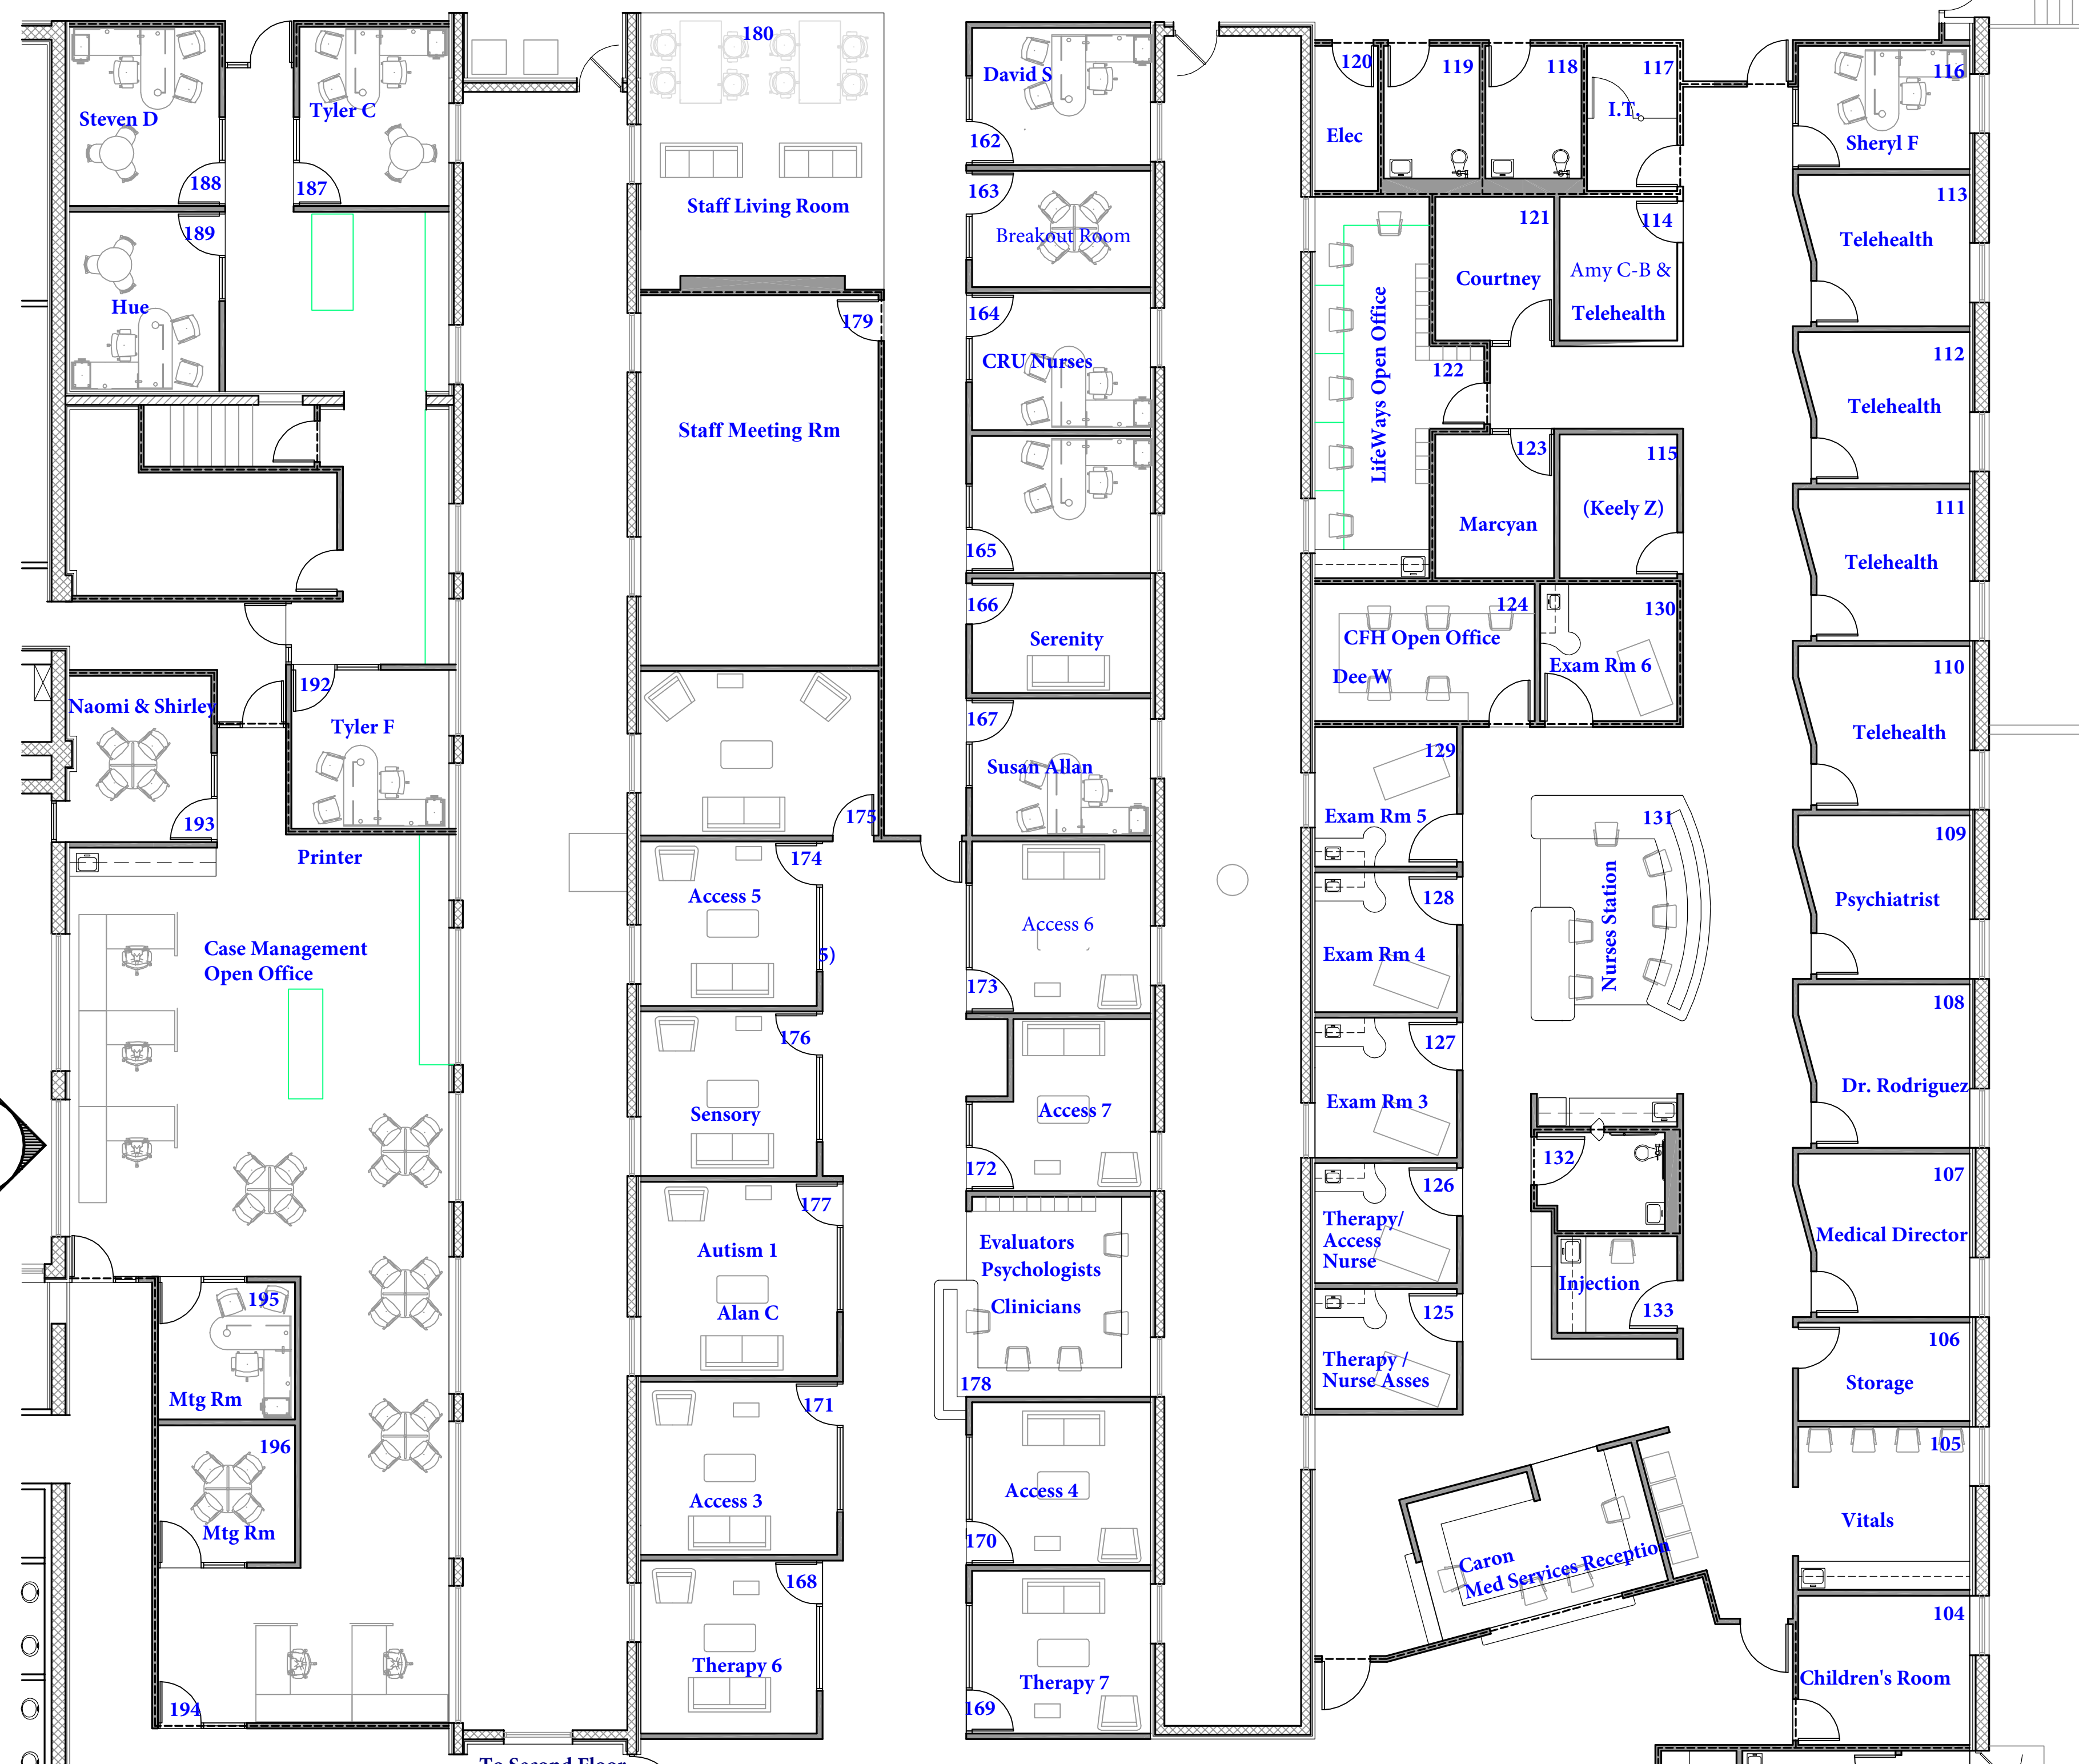 Steven D
188
Tyler C
187
189
Hue
192
Tyler F
Naomi & Shirley
193
Printer
Case Management
Open Office
195
Mtg Rm
196
Mtg Rm
194
180
Staff Living Room
179
Staff Meeting Rm
175
174
Access 5
5)
176
Sensory
177
Autism 1
Alan C
171
Access 3
168
Therapy 6
David S
162
163
Breakout Room
164
CRU Nurses
165
166
Serenity
167
Susan Allan
Access 6
173
Access 7
172
Evaluators
Psychologists
Clinicians
178
Access 4
170
Therapy 7
169
120
Elec
119
118
117
I.T.
121
Courtney
114
Amy C-B &
Telehealth
LifeWays Open Office
122
123
Marcyan
115
(Keely Z)
124
CFH Open Office
Dee W
130
Exam Rm 6
129
Exam Rm 5
128
Exam Rm 4
127
Exam Rm 3
126
Therapy/
Access
Nurse
125
Therapy /
Nurse Asses
131
Nurses Station
132
Injection
133
Caron
Med Services Reception
116
Sheryl F
113
Telehealth
112
Telehealth
111
Telehealth
110
Telehealth
109
Psychiatrist
108
Dr. Rodriguez
107
Medical Director
106
Storage
105
Vitals
104
Children's Room
To Second Floor